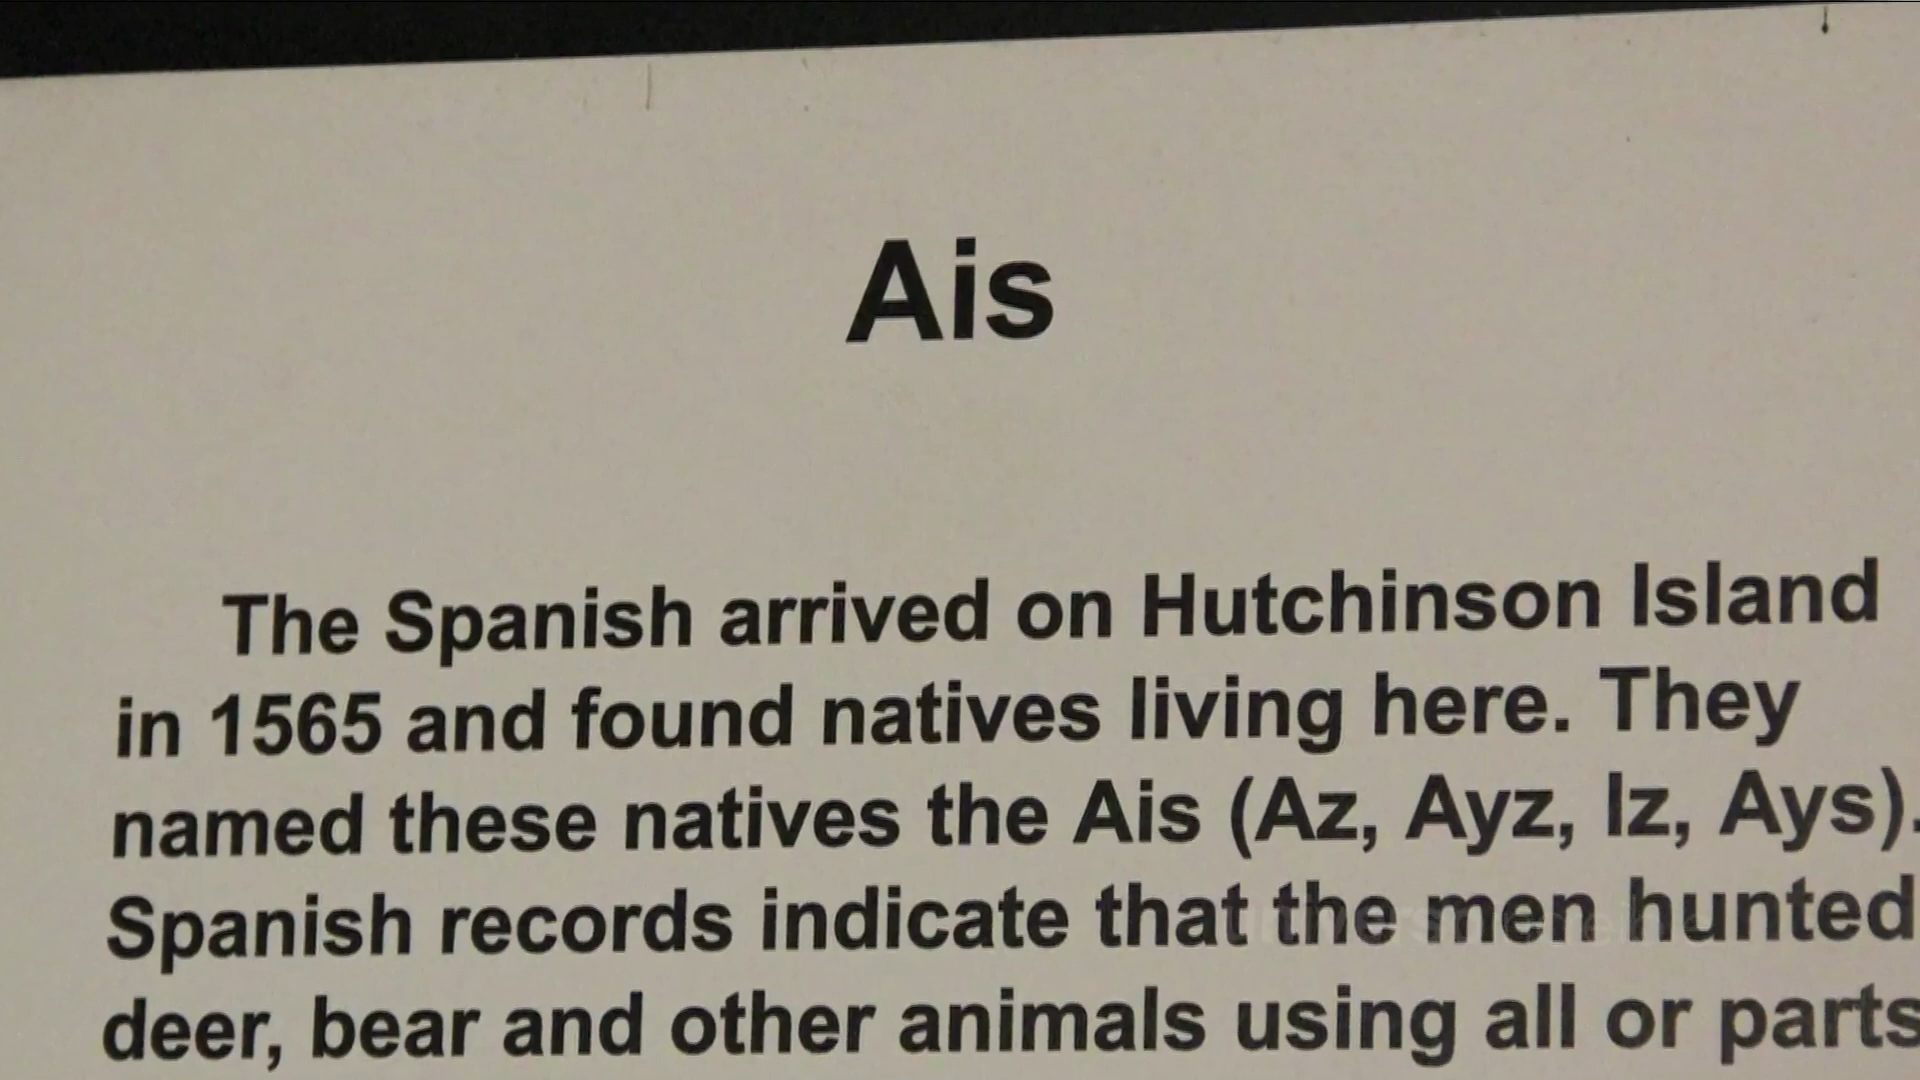 Ais
The Spanish arrived on Hutchinson Island
in 1565 and found natives living here. They
named these natives the Ais (Az, Ayz, Iz, Ays).
Spanish records indicate that the men hunted
deer, bear and other animals using all or parts